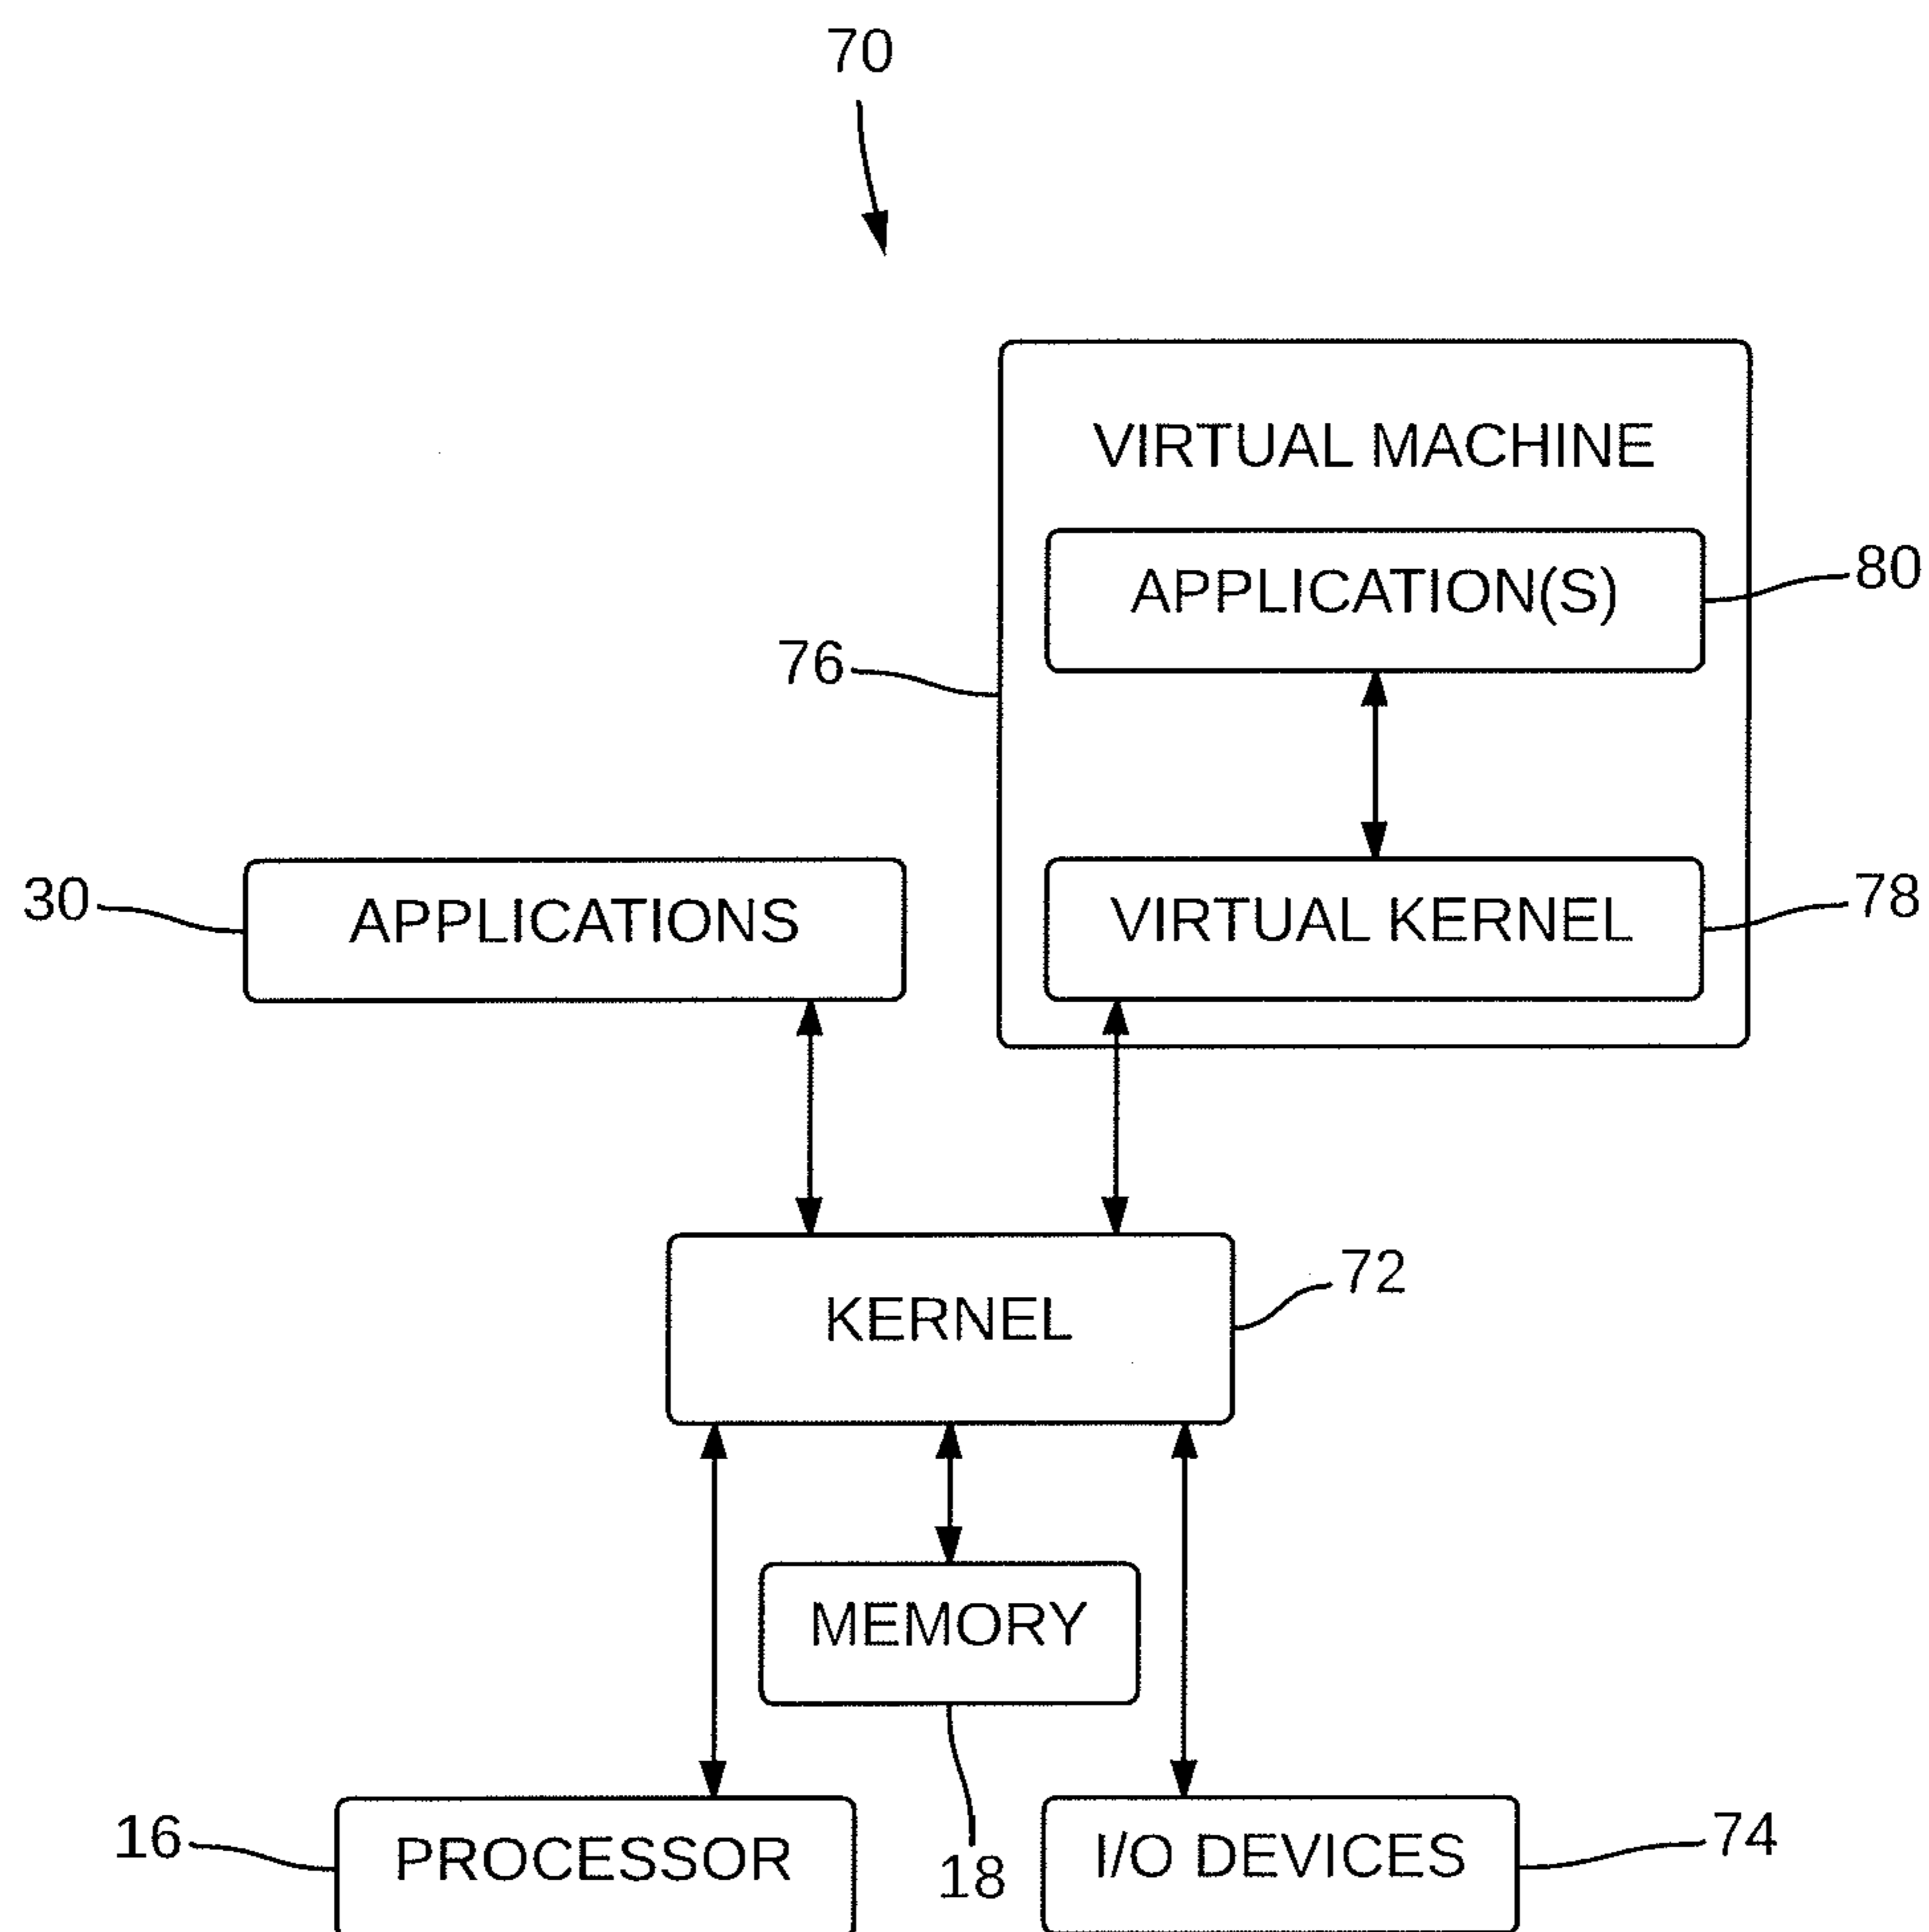 70
VIRTUAL MACHINE
APPLICATION(S)
80
76
30
APPLICATIONS
VIRTUAL KERNEL
78
KERNEL
72
MEMORY
16
PROCESSOR
18
I/O DEVICES
74